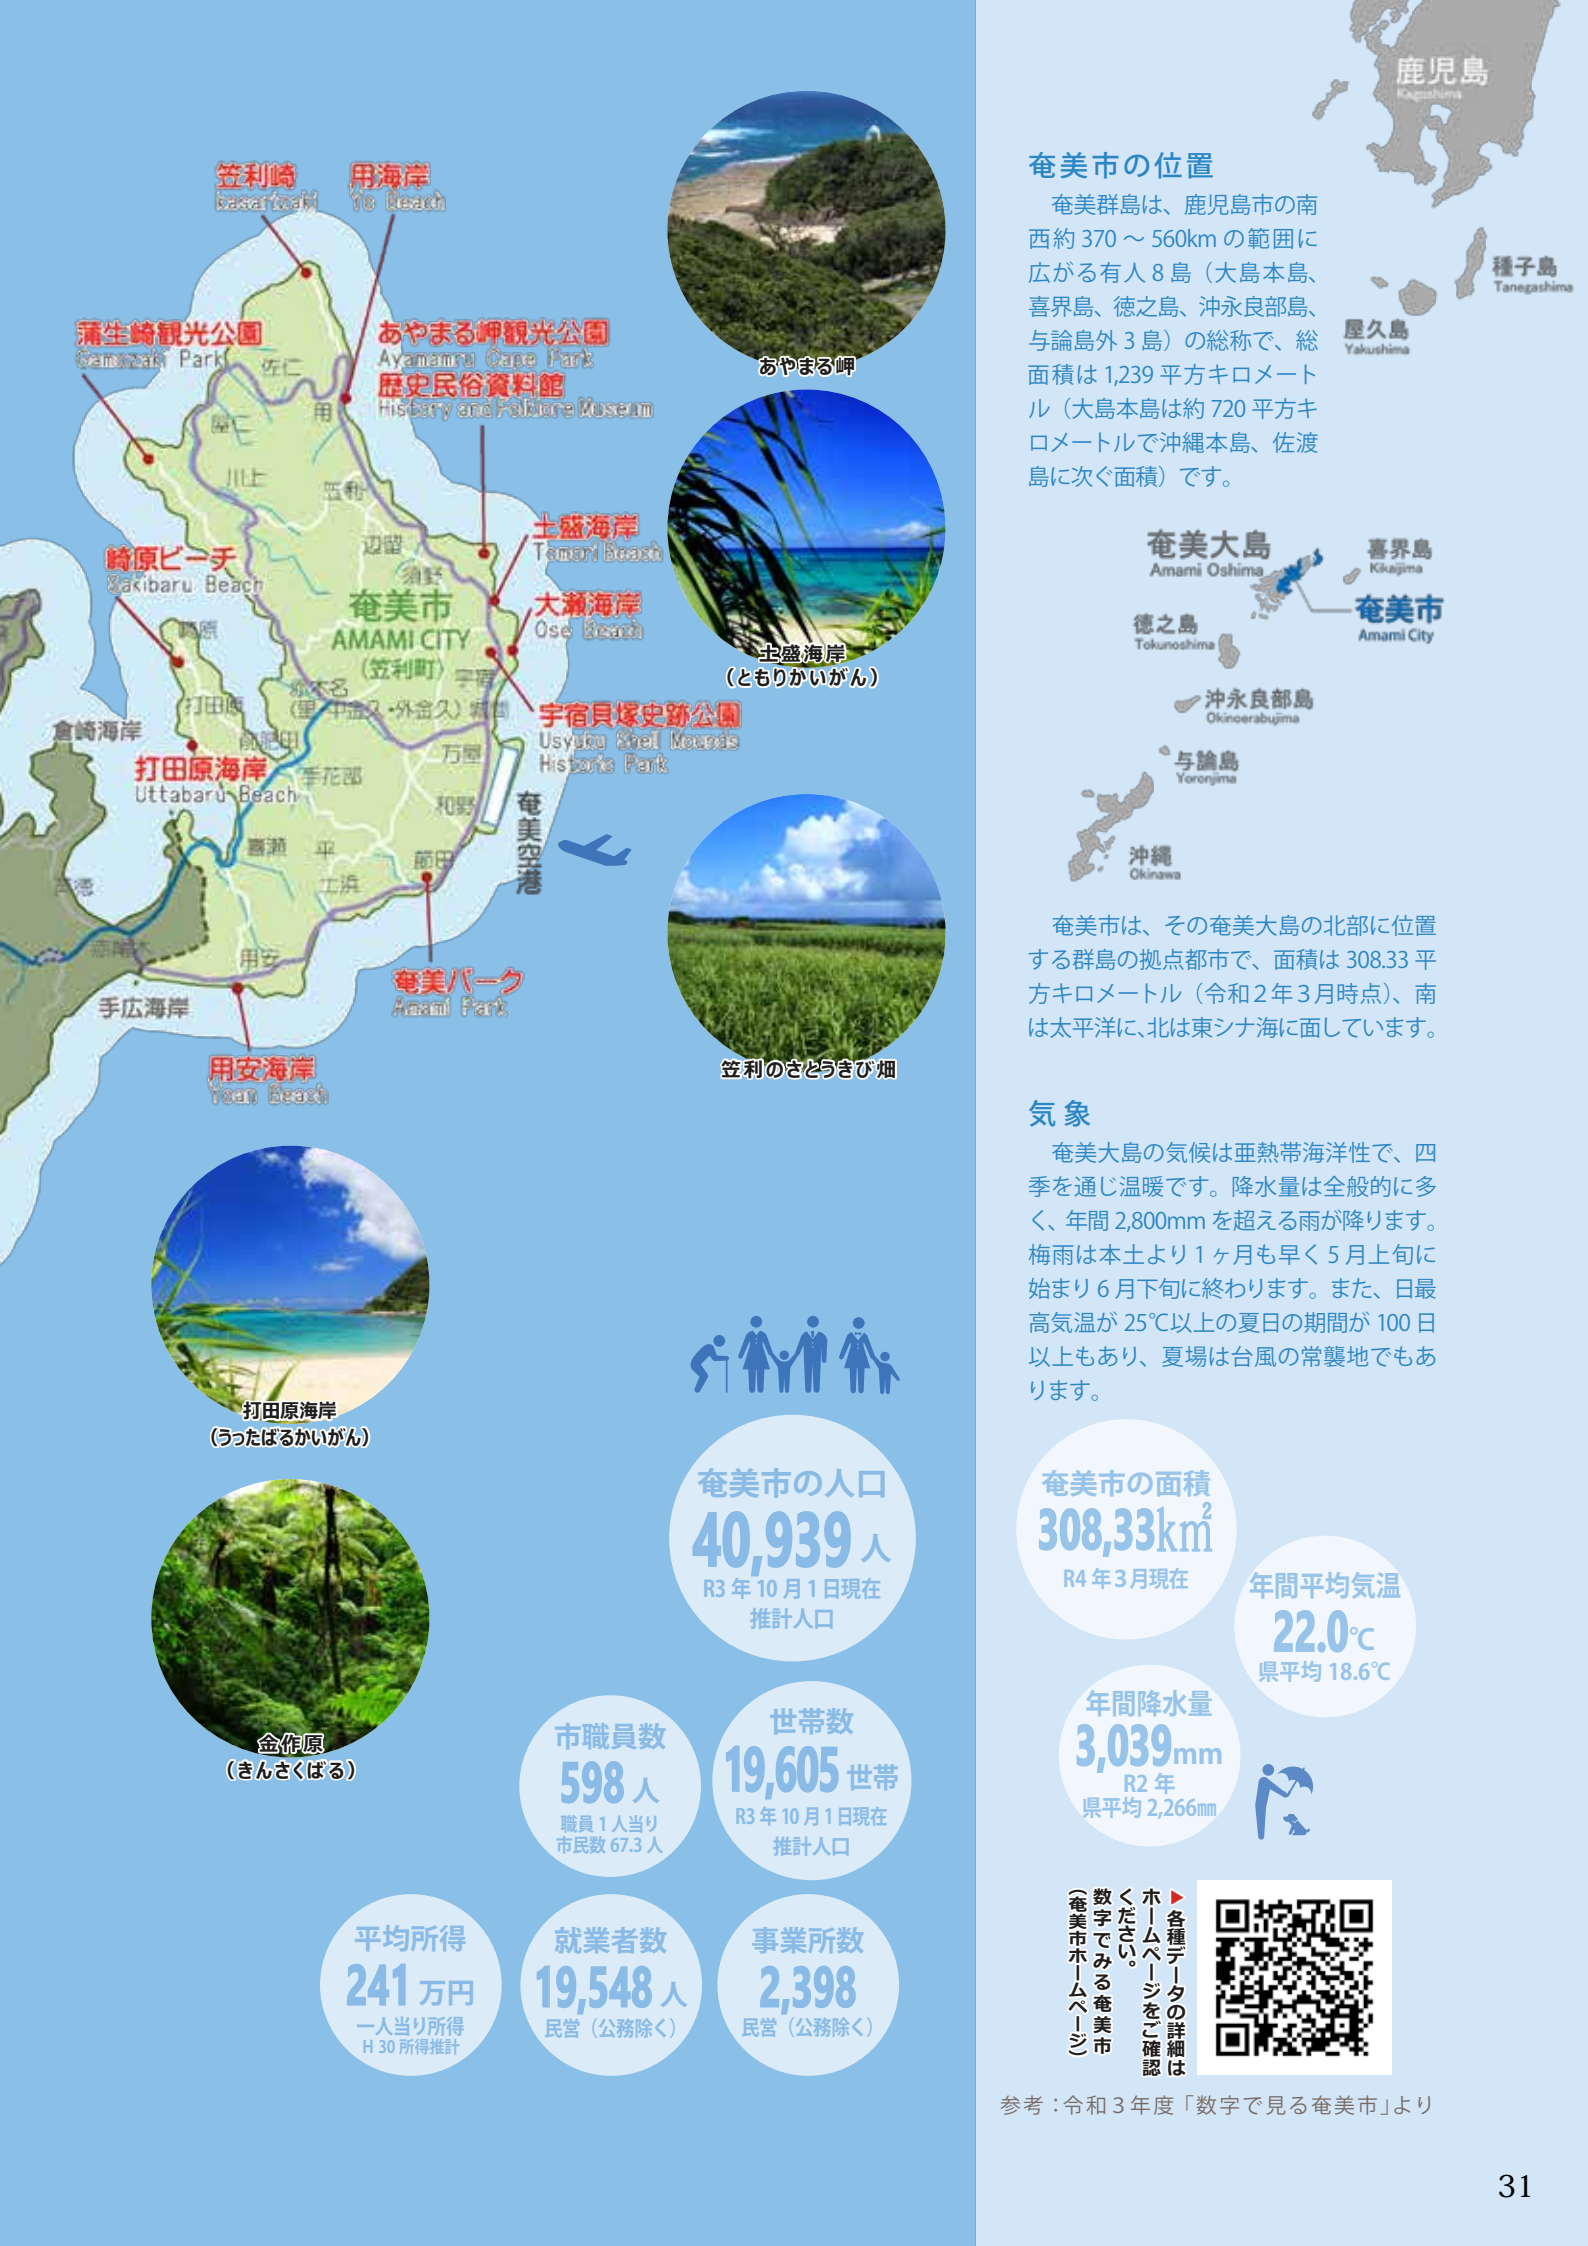 笠利崎
Kasarizaki
用海岸
Yo Beach
蒲生崎観光公園
Gamozaki Park
あやまる岬観光公園
Ayamamru Cape Park
歴史民俗資料館
History and Folklore Museum
佐仁
用
屋仁
川上
笠利
辺留
須野
崎原ビーチ
Sakibaru Beach
土盛海岸
Tomori Beach
大瀬海岸
Ose Beach
奄美市
AMAMI CITY
(笠利町)
宇宿
赤木名
(里・中金久・外金久)
城間
打田原
倉崎海岸
打田原海岸
Uttabaru Beach
宇宿貝塚史跡公園
Usyuku Shell Mounds
Historic Park
手花部
万屋
和野
奄美空港
喜瀬
平
土浜
節田
赤尾木
用安
手広海岸
奄美パーク
Amami Park
用安海岸
Yoan Beach
あやまる岬
土盛海岸
(ともりかいがん)
笠利のさとうきび畑
打田原海岸
(うったばるかいがん)
金作原
(きんさくばる)
奄美市の人口
40,939 人
R3 年 10 月 1 日現在
推計人口
市職員数
598 人
職員 1 人当り
市民数 67.3 人
世帯数
19,605 世帯
R3 年 10 月 1 日現在
推計人口
平均所得
241 万円
一人当り所得
H 30 所得推計
就業者数
19,548 人
民営（公務除く）
事業所数
2,398
民営（公務除く）
鹿児島
Kagoshima
種子島
Tanegashima
屋久島
Yakushima
奄美市の位置
奄美群島は、鹿児島市の南
西約 370 ～ 560km の範囲に
広がる有人 8 島（大島本島、
喜界島、徳之島、沖永良部島、
与論島外 3 島）の総称で、総
面積は 1,239 平方キロメート
ル（大島本島は約 720 平方キ
ロメートルで沖縄本島、佐渡
島に次ぐ面積）です。
奄美大島
Amami Oshima
喜界島
Kikaijima
奄美市
Amami City
徳之島
Tokunoshima
沖永良部島
Okinoerabujima
与論島
Yoronjima
沖縄
Okinawa
奄美市は、その奄美大島の北部に位置
する群島の拠点都市で、面積は 308.33 平
方キロメートル（令和２年３月時点）、南
は太平洋に、北は東シナ海に面しています。
気 象
奄美大島の気候は亜熱帯海洋性で、四
季を通じ温暖です。降水量は全般的に多
く、年間 2,800mm を超える雨が降ります。
梅雨は本土より 1 ヶ月も早く 5 月上旬に
始まり 6 月下旬に終わります。また、日最
高気温が 25℃以上の夏日の期間が 100 日
以上もあり、夏場は台風の常襲地でもあ
ります。
奄美市の面積
308,33k㎡
R4 年 3 月現在
年間平均気温
22.0℃
県平均 18.6℃
年間降水量
3,039mm
R2 年
県平均 2,266㎜
▶各種データの詳細は
ホームページをご確認
ください。
数字でみる奄美市
(奄美市ホームページ)
参考：令和３年度「数字で見る奄美市」より
31